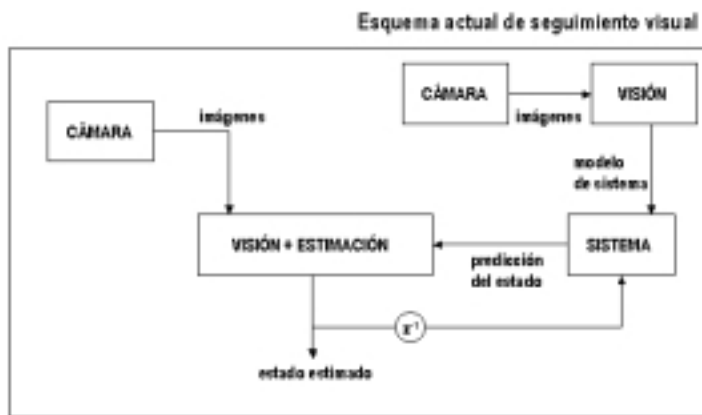 Esquema actual de seguimiento visual
CÁMARA
imágenes
VISIÓN
CÁMARA
imágenes
modelo
de sistema
VISIÓN + ESTIMACIÓN
predicción
del estado
SISTEMA
z⁻¹
estado estimado